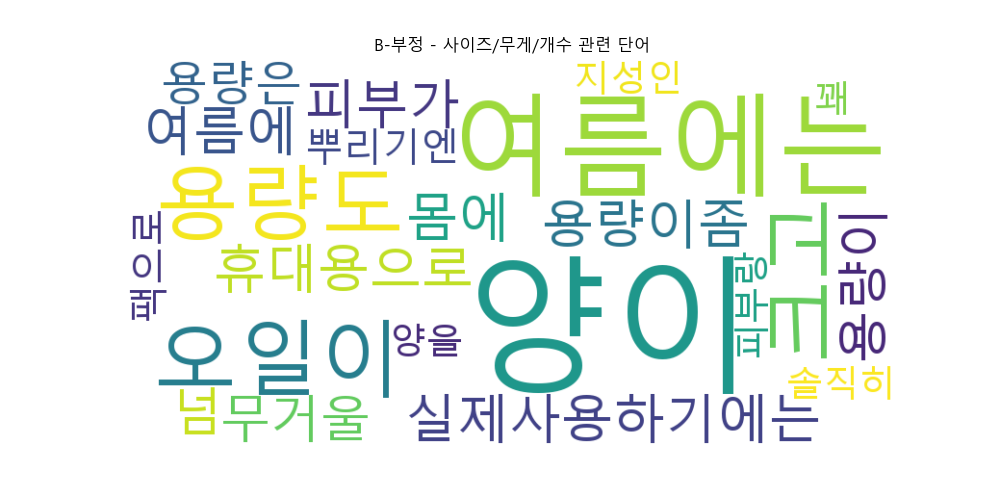 B-부정 - 사이즈/무게/개수 관련 단어
용량은
피부가
지성인
꽤
여름에
뿌리기엔
여름에는
용량도
몸에
용량이좀
용량이
팩이로
휴대용으로
양이
피부랑
오일이
양을
솔직히
넘
무거울
실제사용하기에는